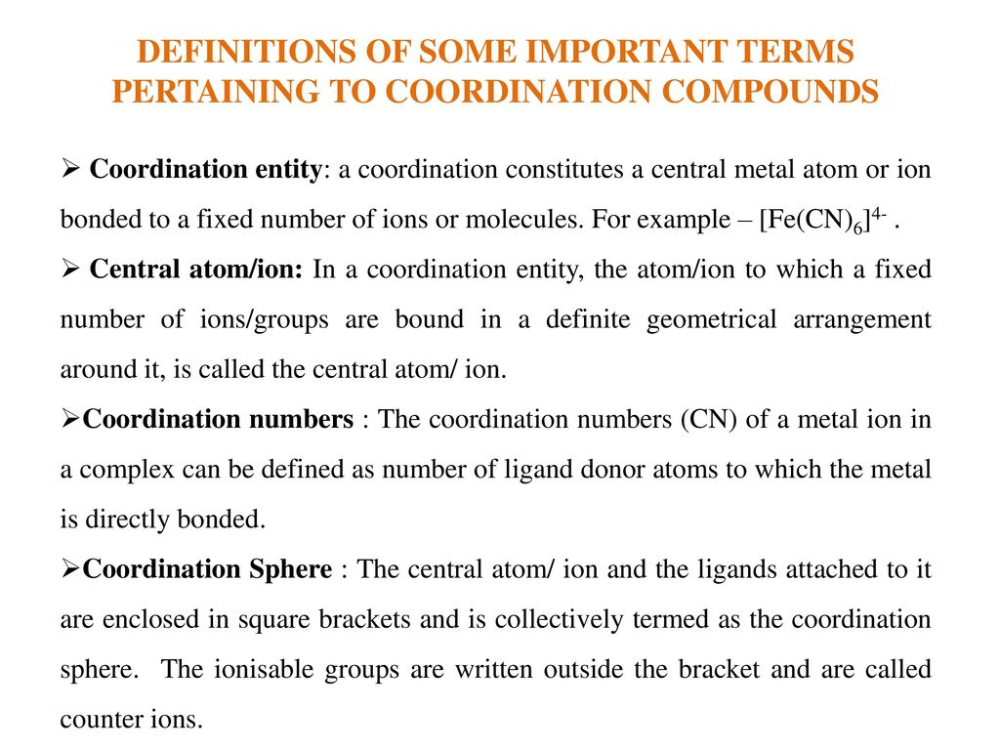 DEFINITIONS OF SOME IMPORTANT TERMS
PERTAINING TO COORDINATION COMPOUNDS
➢ Coordination entity: a coordination constitutes a central metal atom or ion
bonded to a fixed number of ions or molecules. For example – [Fe(CN)₆]⁴⁻ .
➢ Central atom/ion: In a coordination entity, the atom/ion to which a fixed
number of ions/groups are bound in a definite geometrical arrangement
around it, is called the central atom/ ion.
➢Coordination numbers : The coordination numbers (CN) of a metal ion in
a complex can be defined as number of ligand donor atoms to which the metal
is directly bonded.
➢Coordination Sphere : The central atom/ ion and the ligands attached to it
are enclosed in square brackets and is collectively termed as the coordination
sphere. The ionisable groups are written outside the bracket and are called
counter ions.